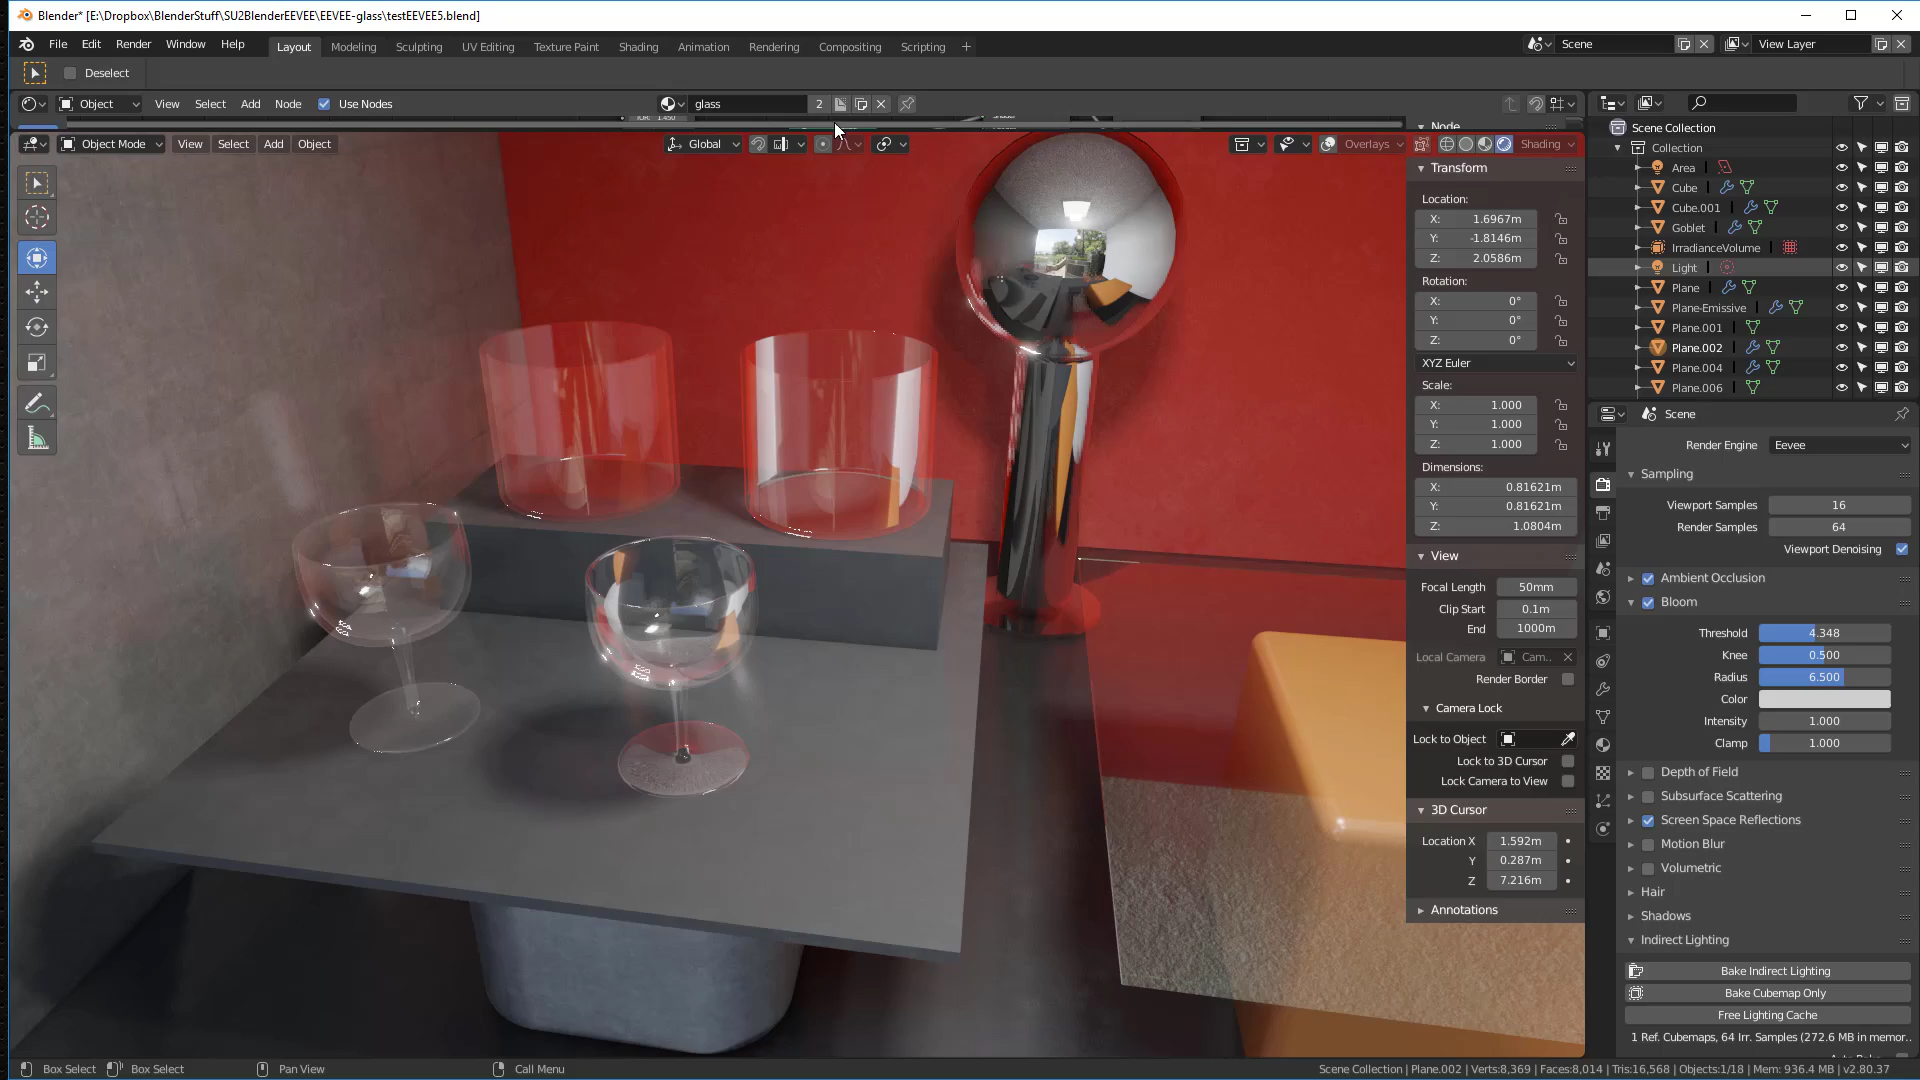 Blender* [E:\Dropbox\BlenderStuff\SU2BlenderEEVEE\EEVEE-glass\testEEVEE5.blend]
File Edit Render Window Help Layout Modeling Sculpting UV Editing Texture Paint Shading Animation Rendering Compositing Scripting + Scene View Layer
Deselect
Object View Select Add Node Use Nodes glass 2
Node
Object Mode View Select Add Object Global Overlays Shading
Transform
Location:
X: 1.6967m
Y: -1.8146m
Z: 2.0586m
Rotation:
X: 0°
Y: 0°
Z: 0°
XYZ Euler
Scale:
X: 1.000
Y: 1.000
Z: 1.000
Dimensions:
X: 0.81621m
Y: 0.81621m
Z: 1.0804m
View
Focal Length 50mm
Clip Start 0.1m
End 1000m
Local Camera Cam..
Render Border
Camera Lock
Lock to Object
Lock to 3D Cursor
Lock Camera to View
3D Cursor
Location X 1.592m
Y 0.287m
Z 7.216m
Annotations
Scene Collection
Collection
Area
Cube
Cube.001
Goblet
IrradianceVolume
Light
Plane
Plane-Emissive
Plane.001
Plane.002
Plane.004
Plane.006
Scene
Render Engine Eevee
Sampling
Viewport Samples 16
Render Samples 64
Viewport Denoising
Ambient Occlusion
Bloom
Threshold 4.348
Knee 0.500
Radius 6.500
Color
Intensity 1.000
Clamp 1.000
Depth of Field
Subsurface Scattering
Screen Space Reflections
Motion Blur
Volumetric
Hair
Shadows
Indirect Lighting
Bake Indirect Lighting
Bake Cubemap Only
Free Lighting Cache
1 Ref. Cubemaps, 64 Irr. Samples (272.6 MB in memor..
Box Select Box Select Pan View Call Menu Scene Collection | Plane.002 | Verts:8,369 | Faces:8,014 | Tris:16,568 | Objects:1/18 | Mem: 936.4 MB | v2.80.37